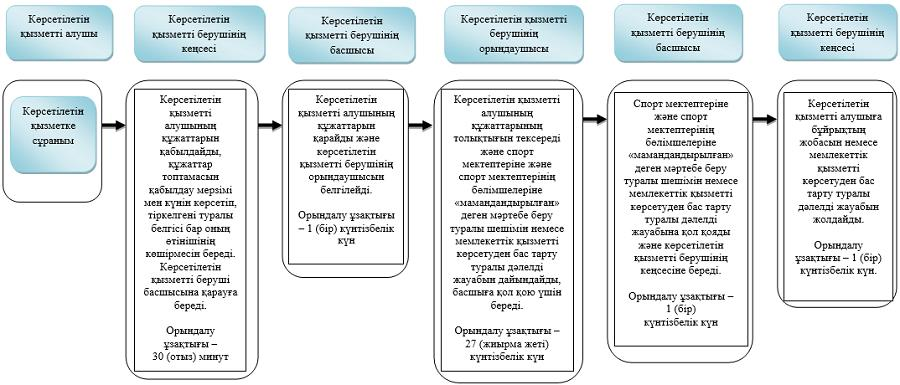 Көрсетілетін
қызметті алушы
Көрсетілетін
қызметті берушінің
кеңсесі
Көрсетілетін
қызметті берушінің
басшысы
Көрсетілетін
қызметті
берушінің
орындаушысы
Көрсетілетін
қызметті берушінің
басшысы
Көрсетілетін
қызметті берушінің
кеңсесі
Көрсетілетін
қызметке
сұраным
Көрсетілетін
қызметті
алушының
құжаттарын
қабылдайды,
құжаттар
топтамасын
қабылдау мерзімі
мен күнін көрсетіп,
тіркелгені туралы
белгісі бар оның
өтінішінің
көшірмесін береді.
Көрсетілетін
қызметті беруші
басшысына қарауға
береді.
Орындалу
ұзақтығы
–
30 (отыз) минут
Көрсетілетін
қызметті алушының
құжаттарын
қарайды және
көрсетілетін
қызметті берушінің
орындаушысын
белгілейді.
Орындалу ұзақтығы
– 1 (бір) күнтізбелік
күн
Көрсетілетін қызметті
алушының
құжаттарының
толықтығын тексереді
және спорт
мектептеріне және
спорт мектептерінің
бөлімшелеріне
«мамандандырылған»
деген мәртебе беру
туралы шешімін немесе
мемлекеттік қызметті
көрсетуден бас тарту
туралы дәлелді
жауабын дайындайды,
басшыға қол қою үшін
береді.
Орындалу ұзақтығы –
27 (жиырма жеті)
күнтізбелік күн
Спорт мектептеріне
және спорт
мектептерінің
бөлімшелеріне
«мамандандырылған»
деген мәртебе беру
туралы шешімін немесе
мемлекеттік қызметті
көрсетуден бас тарту
туралы дәлелді
жауабына қол қояды
және көрсетілетін
қызметті берушінің
кеңсесіне береді.
Орындалу ұзақтығы –
1 (бір)
күнтізбелік күн
Көрсетілетін
қызметті алушыға
бұйрықтың
жобасын немесе
мемлекеттік
қызметті
көрсетуден бас
тарту туралы
дәлелді жауабын
жолдайды.
Орындалу
ұзақтығы – 1 (бір)
күнтізбелік күн.